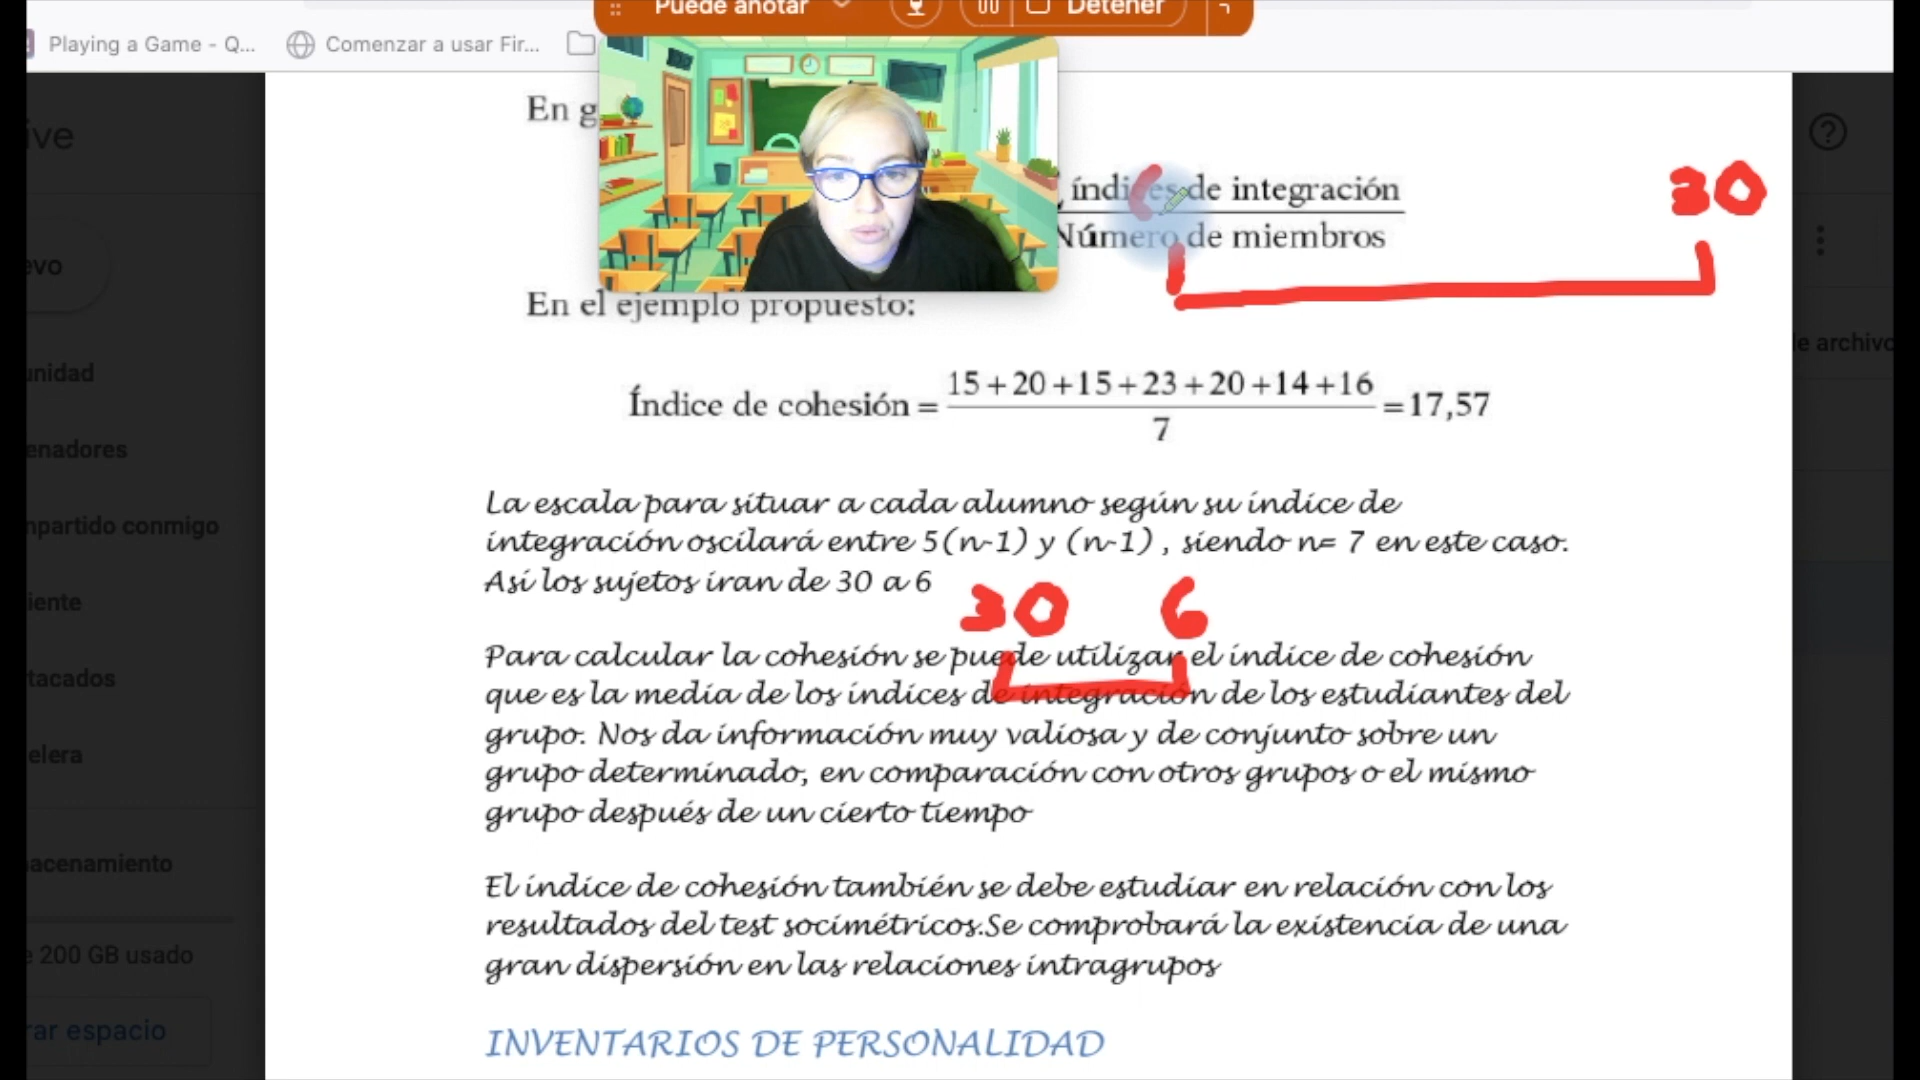 Puede anotar
Detener
Playing a Game - Q...
Comenzar a usar Fir...
En g
índices de integración
Número de miembros
30
En el ejemplo propuesto:
Índice de cohesión = 15 + 20 + 15 + 23 + 20 + 14 + 16 / 7 = 17,57
La escala para situar a cada alumno según su índice de
integración oscilará entre 5(n-1) y (n-1) , siendo n= 7 en este caso.
Así los sujetos iran de 30 a 6
30 6
Para calcular la cohesión se puede utilizar el índice de cohesión
que es la media de los índices de integración de los estudiantes del
grupo. Nos da información muy valiosa y de conjunto sobre un
grupo determinado, en comparación con otros grupos o el mismo
grupo después de un cierto tiempo
El índice de cohesión también se debe estudiar en relación con los
resultados del test socimétricos.Se comprobará la existencia de una
gran dispersión en las relaciones intragrupos
INVENTARIOS DE PERSONALIDAD
ive
evo
unidad
enadores
mpartido conmigo
iente
tacados
elera
acenamiento
e 200 GB usado
rar espacio
le archivo